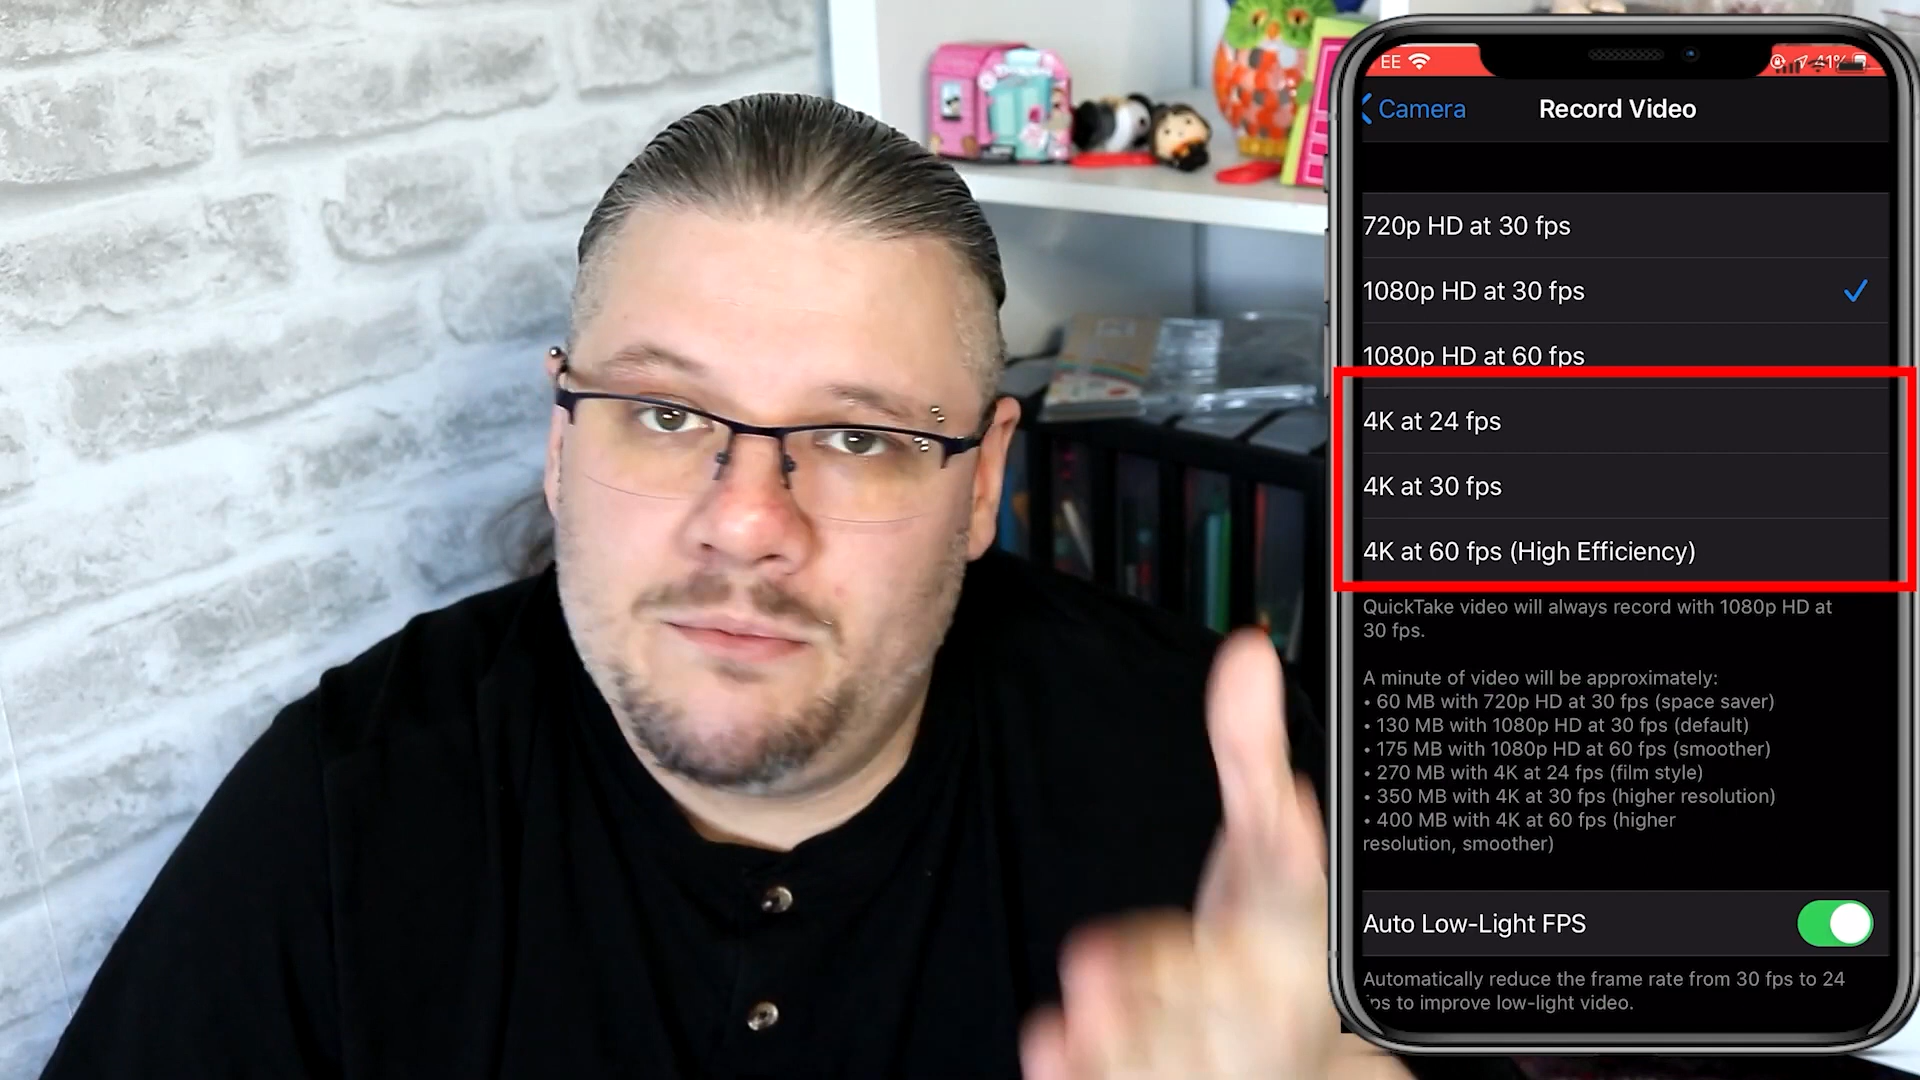 EE 41%
Camera Record Video
720p HD at 30 fps
1080p HD at 30 fps
1080p HD at 60 fps
4K at 24 fps
4K at 30 fps
4K at 60 fps (High Efficiency)
QuickTake video will always record with 1080p HD at
30 fps.
A minute of video will be approximately:
• 60 MB with 720p HD at 30 fps (space saver)
• 130 MB with 1080p HD at 30 fps (default)
• 175 MB with 1080p HD at 60 fps (smoother)
• 270 MB with 4K at 24 fps (film style)
• 350 MB with 4K at 30 fps (higher resolution)
• 400 MB with 4K at 60 fps (higher
resolution, smoother)
Auto Low-Light FPS
Automatically reduce the frame rate from 30 fps to 24
fps to improve low-light video.